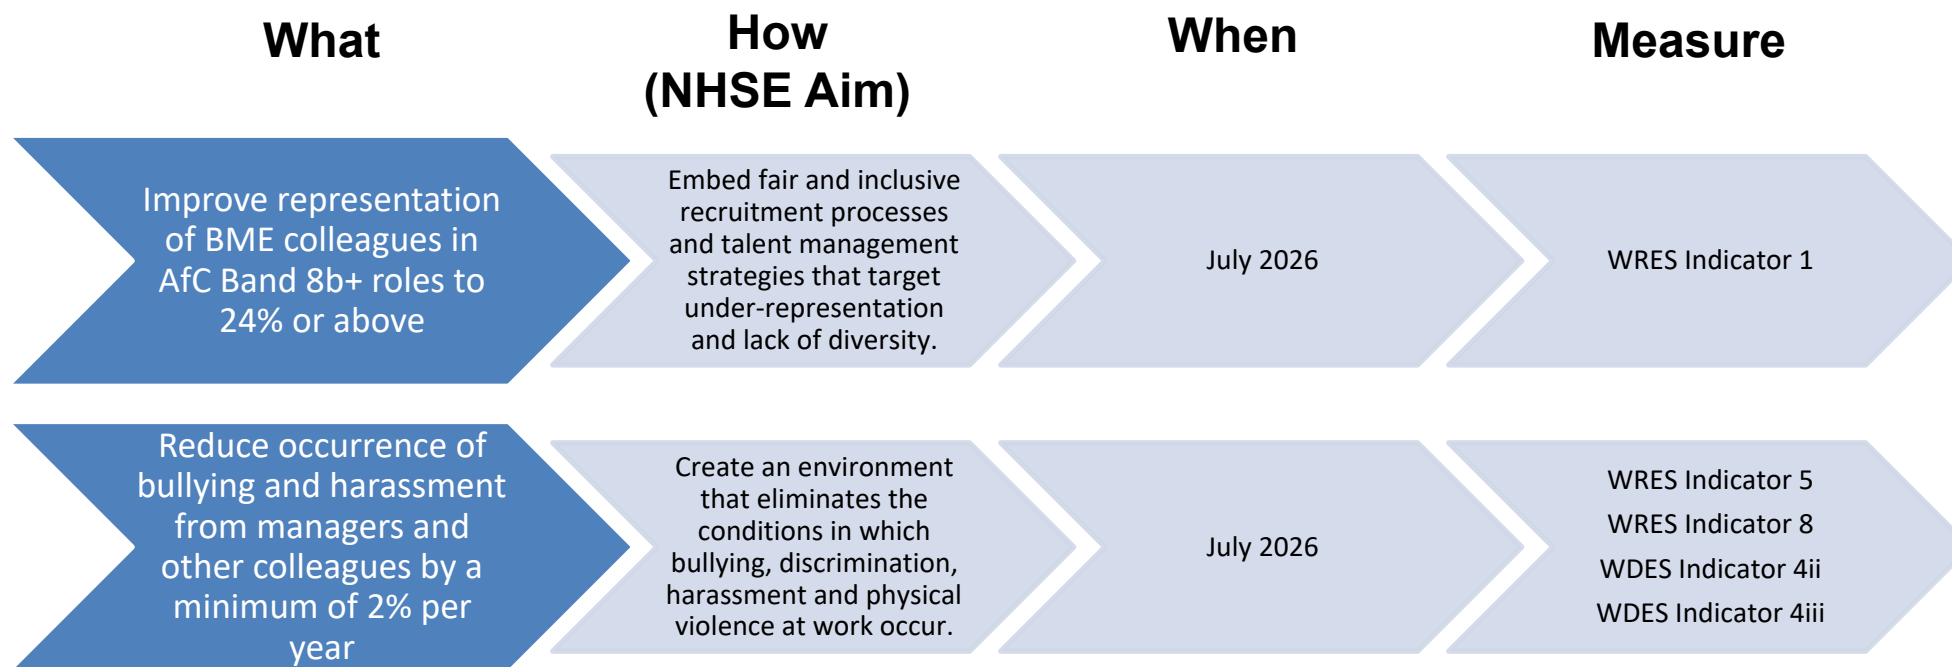 What
How
(NHSE Aim)
When
Measure
Improve representation
of BME colleagues in
AfC Band 8b+ roles to
24% or above
Embed fair and inclusive
recruitment processes
and talent management
strategies that target
under-representation
and lack of diversity.
July 2026
WRES Indicator 1
Reduce occurrence of
bullying and harassment
from managers and
other colleagues by a
minimum of 2% per
year
Create an environment
that eliminates the
conditions in which
bullying, discrimination,
harassment and physical
violence at work occur.
July 2026
WRES Indicator 5
WRES Indicator 8
WDES Indicator 4ii
WDES Indicator 4iii